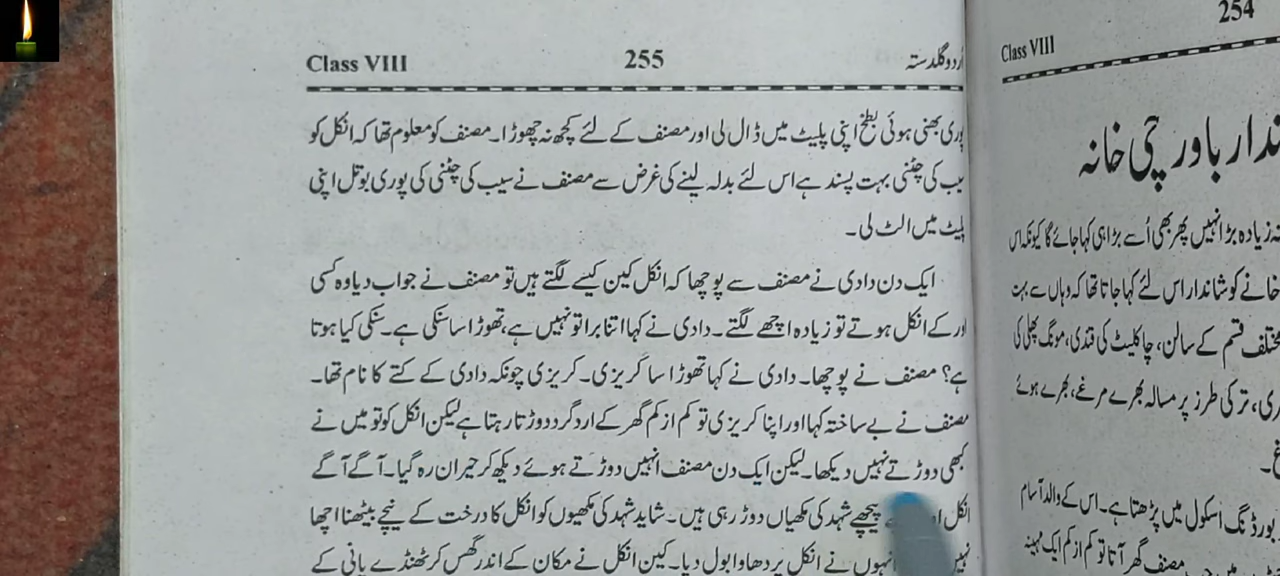 Class VIII 255 اُردو گلدستہ
پوری بھنی ہوئی بطخ اپنی پلیٹ میں ڈال لی اور مصنف کے لئے کچھ نہ چھوڑا۔ مصنف کو معلوم تھا کہ انکل کو
سیب کی چٹنی بہت پسند ہے اس لئے بدلہ لینے کی غرض سے مصنف نے سیب کی چٹنی کی پوری بوتل اپنی
پلیٹ میں الٹ لی۔
ایک دن دادی نے مصنف سے پوچھا کہ انکل کین کیسے لگتے ہیں تو مصنف نے جواب دیا وہ کسی
اور کے انکل ہوتے تو زیادہ اچھے لگتے۔ دادی نے کہا اتنا برا تو نہیں ہے، تھوڑا سا سنکی ہے۔ سنکی کیا ہوتا
ہے؟ مصنف نے پوچھا۔ دادی نے کہا تھوڑا سا کریزی۔ کریزی چونکہ دادی کے کتے کا نام تھا۔
مصنف نے بے ساختہ کہا اور اپنا کریزی تو کم از کم گھر کے ارد گرد دوڑتا رہتا ہے لیکن انکل کو تو میں نے
کبھی دوڑتے نہیں دیکھا۔ لیکن ایک دن مصنف انہیں دوڑتے ہوئے دیکھ کر حیران رہ گیا۔ آگے آگے
انکل پیچھے شہد کی مکھیاں دوڑ رہی ہیں۔ شاید شہد کی مکھیوں کو انکل کا درخت کے نیچے بیٹھنا اچھا
نہیں انہوں نے انکل پر دھاوا بول دیا۔ کین انکل نے مکان کے اندر گھس کر ٹھنڈے پانی کے
Class VIII 254
باورچی خانہ
زیادہ بڑا نہیں پھر بھی اُسے بڑا ہی کہا جائے گا کیونکہ اس
خانے کو شاندار اس لئے کہا جاتا تھا کہ وہاں سے بہت
مختلف قسم کے سالن، چاکلیٹ کی قندی، مونگ پھلی کی
ترکی طرز پر مسالہ بھرے مرغے، بھرے ہوئے
بورڈنگ اسکول میں پڑھتا ہے۔ اس کے والد آسام
مصنف گھر آتا تو کم از کم ایک مہینہ